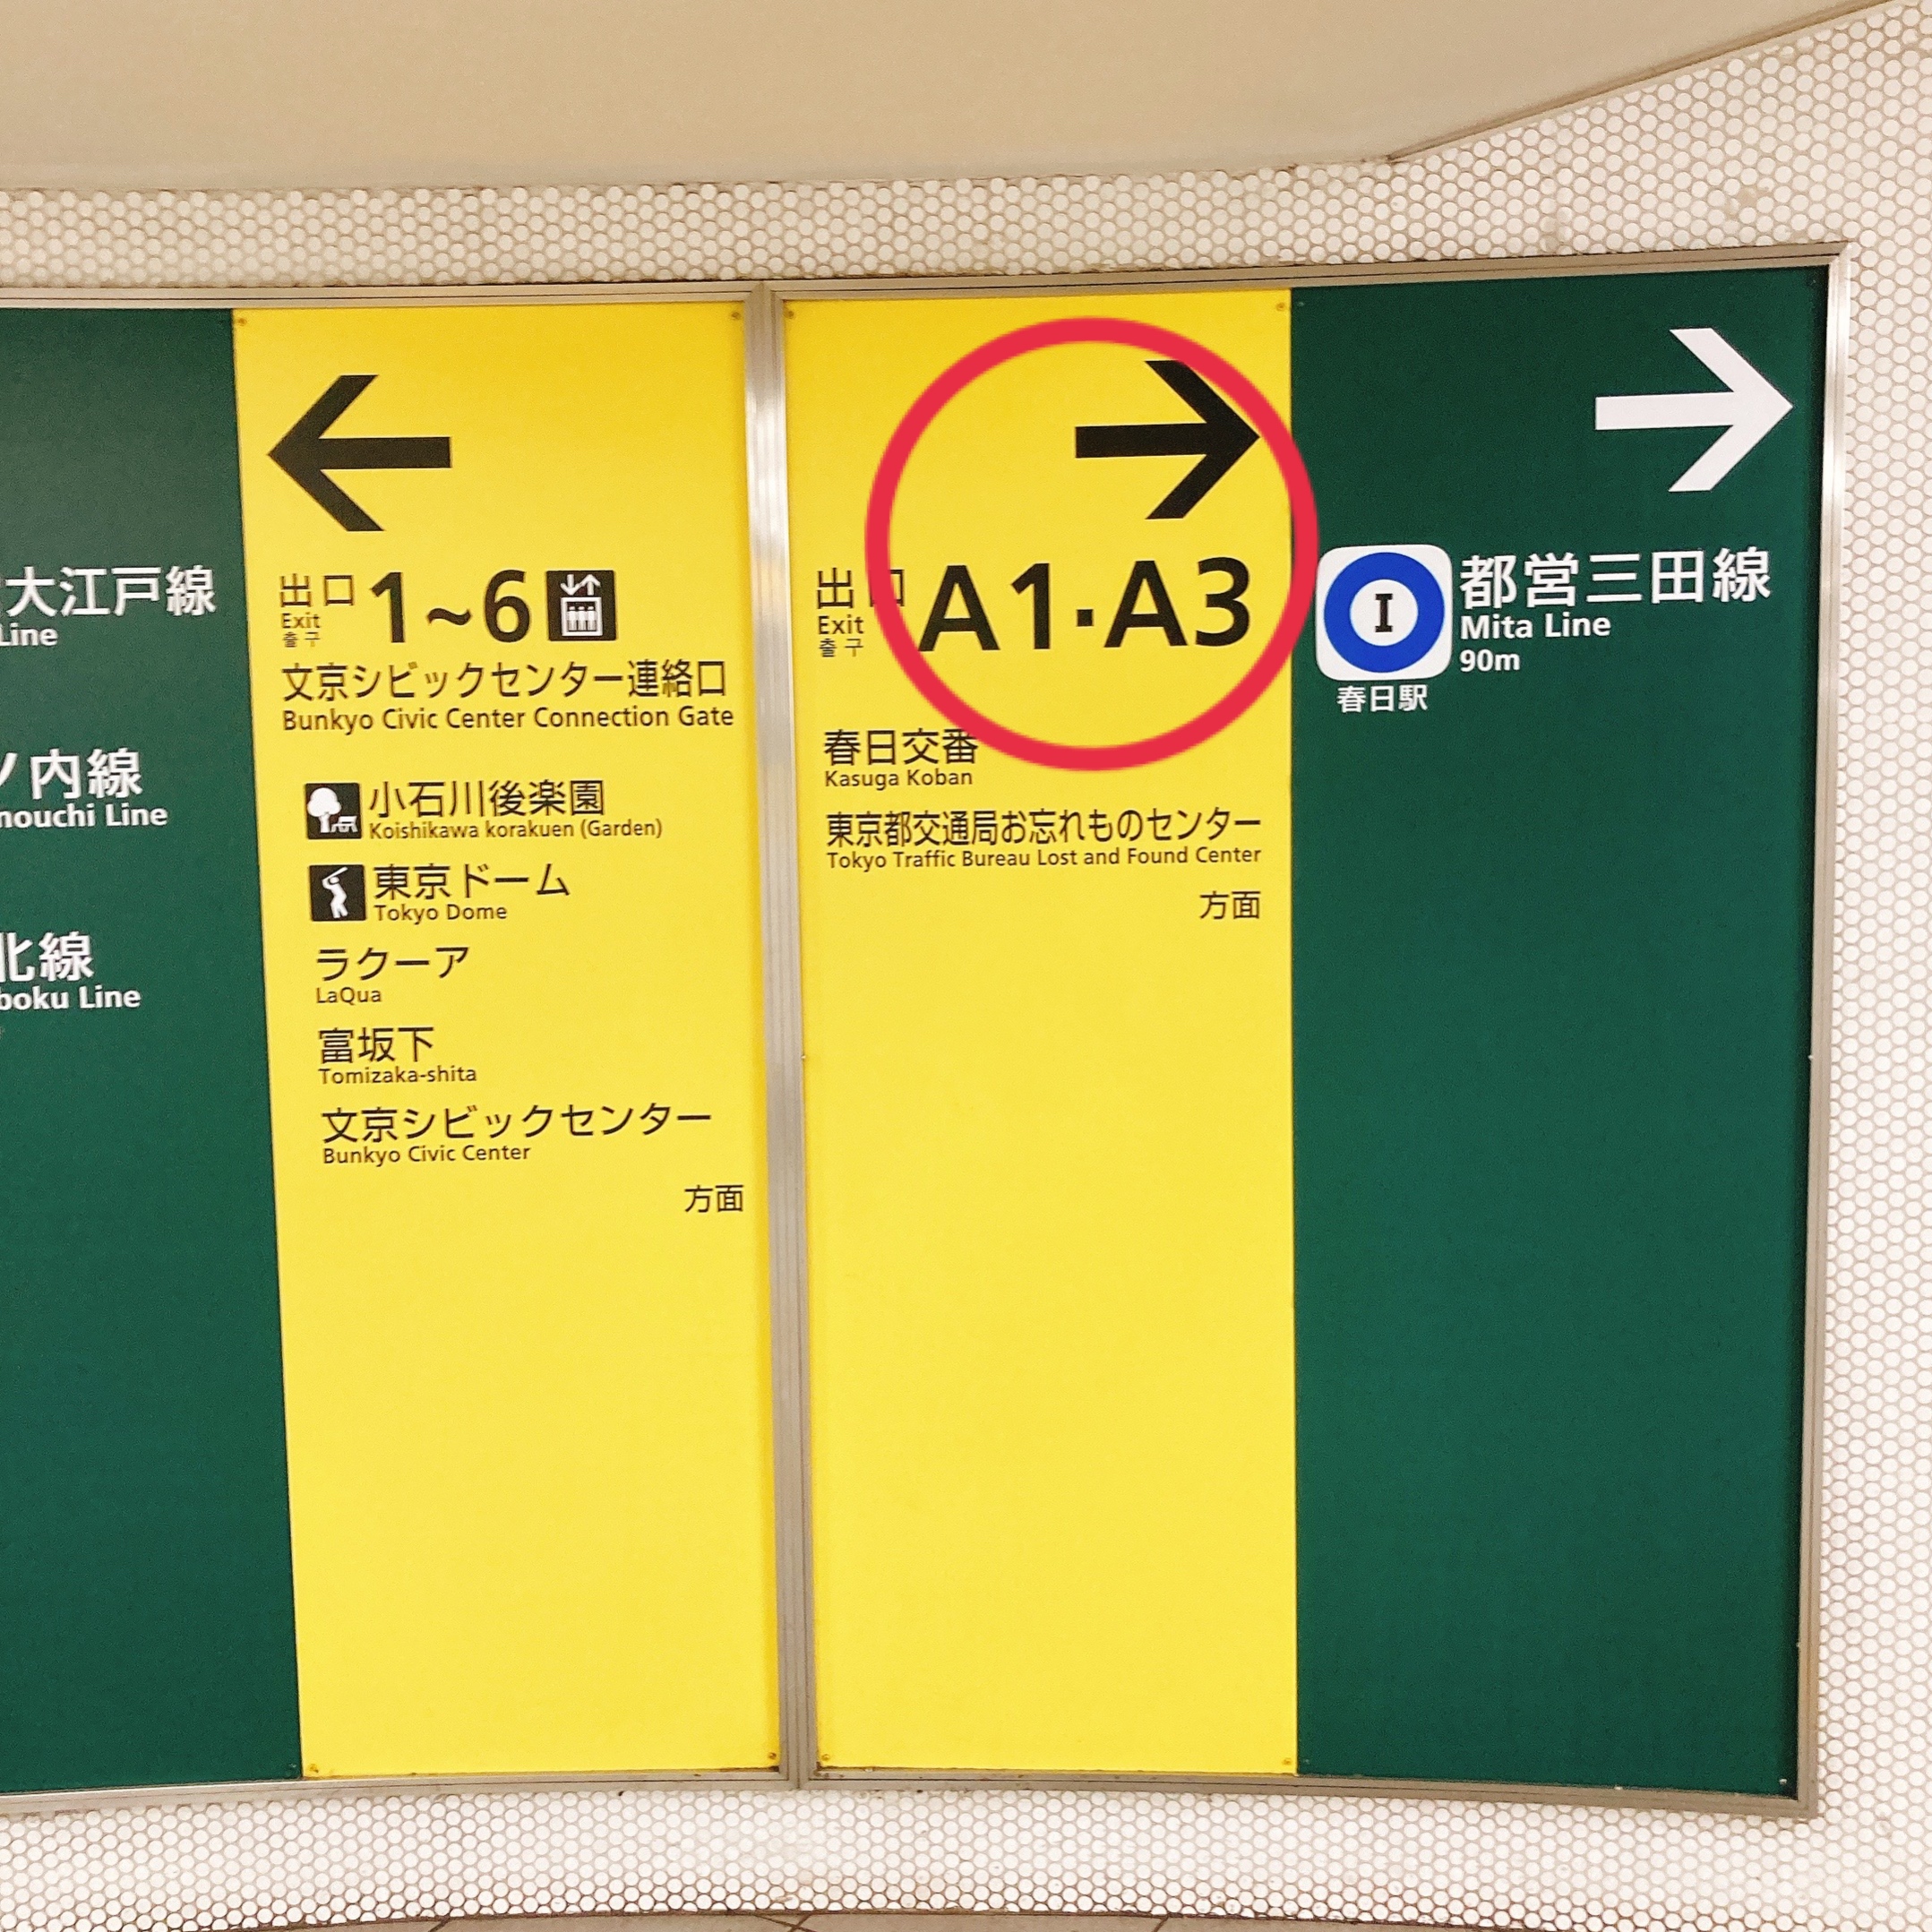 大江戸線
Line
内線
nouchi Line
北線
boku Line
出口
Exit
출구
1~6
文京シビックセンター連絡口
Bunkyo Civic Center Connection Gate
小石川後楽園
Koishikawa korakuen (Garden)
東京ドーム
Tokyo Dome
ラクーア
LaQua
富坂下
Tomizaka-shita
文京シビックセンター
Bunkyo Civic Center
方面
出口
Exit
출구
A1·A3
春日交番
Kasuga Koban
東京都交通局お忘れものセンター
Tokyo Traffic Bureau Lost and Found Center
方面
I
都営三田線
Mita Line
90m
春日駅